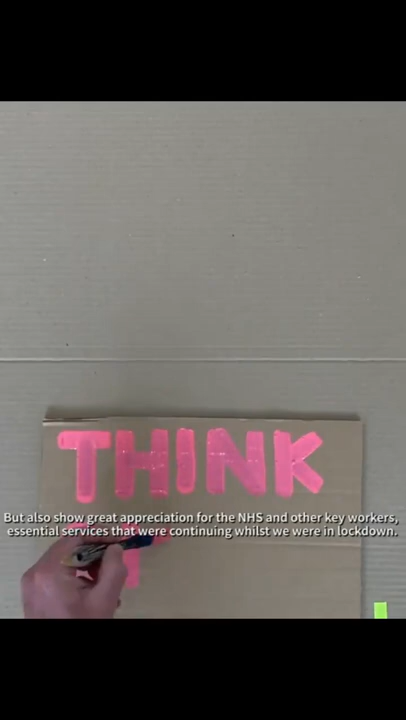 THINK
But also show great appreciation for the NHS and other key workers,
essential services that were continuing whilst we were in lockdown.